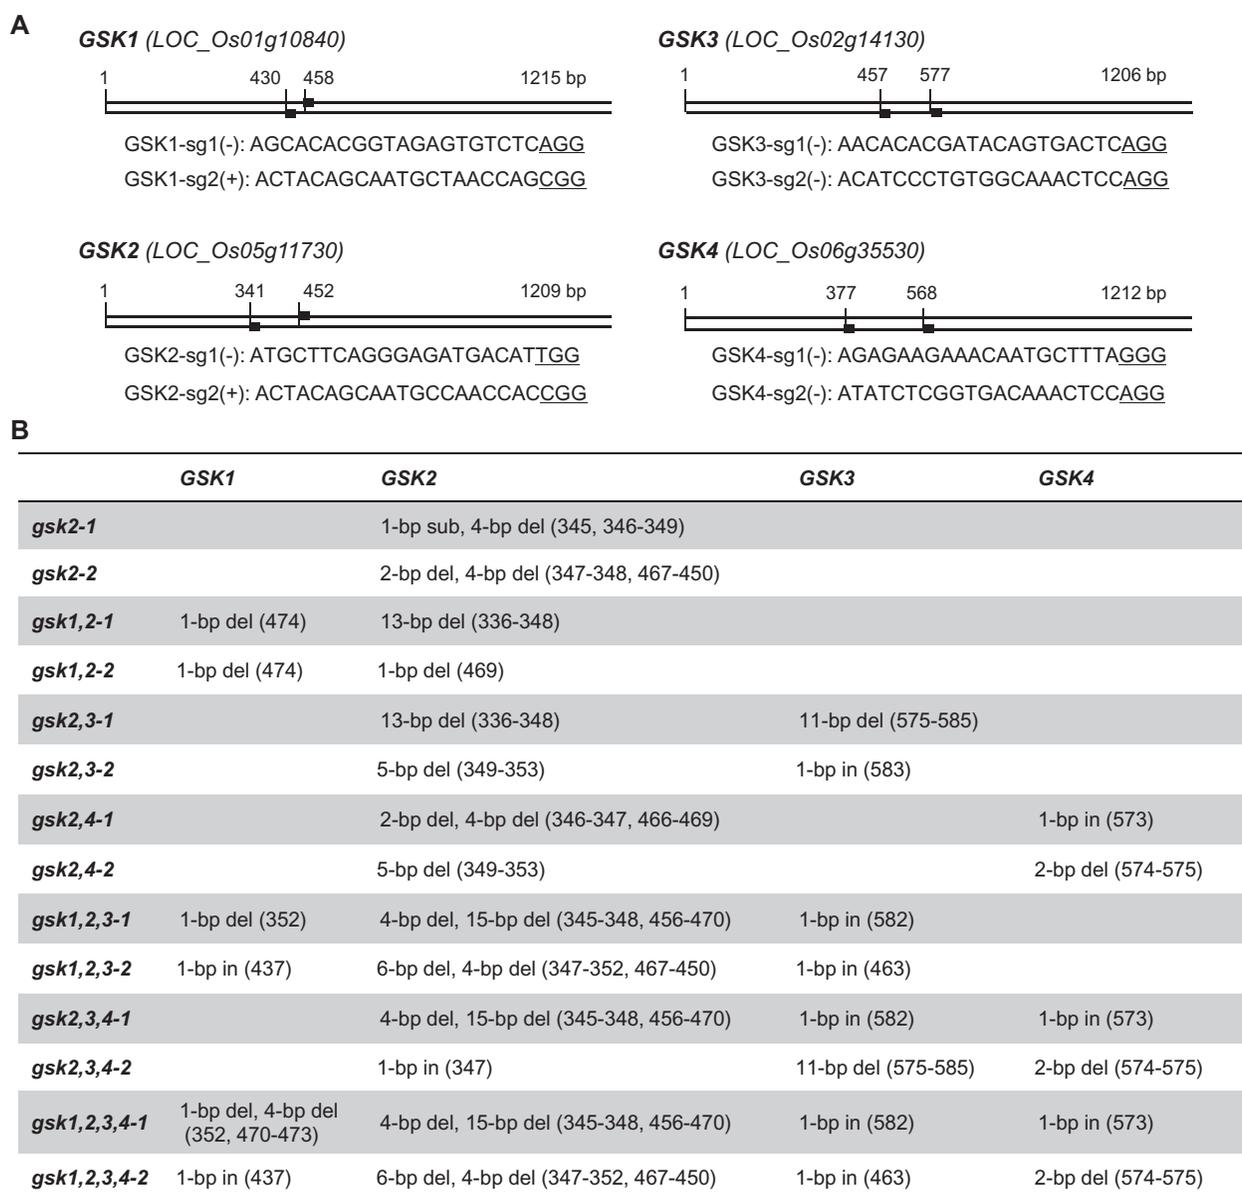 A
GSK1 (LOC_Os01g10840)
1 430 458 1215 bp
GSK1-sg1(-): AGCACACGGTAGAGTGTCTCAGG
GSK1-sg2(+): ACTACAGCAATGCTAACCAGCGG
GSK3 (LOC_Os02g14130)
1 457 577 1206 bp
GSK3-sg1(-): AACACACGATACAGTGACTCAGG
GSK3-sg2(-): ACATCCCTGTGGCAAACTCCAGG
GSK2 (LOC_Os05g11730)
1 341 452 1209 bp
GSK2-sg1(-): ATGCTTCAGGGAGATGACATTGG
GSK2-sg2(+): ACTACAGCAATGCCAACCACCGG
GSK4 (LOC_Os06g35530)
1 377 568 1212 bp
GSK4-sg1(-): AGAGAAGAAACAATGCTTTAGGG
GSK4-sg2(-): ATATCTCGGTGACAAACTCCAGG
B
GSK1 GSK2 GSK3 GSK4
gsk2-1 1-bp sub, 4-bp del (345, 346-349)
gsk2-2 2-bp del, 4-bp del (347-348, 467-450)
gsk1,2-1 1-bp del (474) 13-bp del (336-348)
gsk1,2-2 1-bp del (474) 1-bp del (469)
gsk2,3-1 13-bp del (336-348) 11-bp del (575-585)
gsk2,3-2 5-bp del (349-353) 1-bp in (583)
gsk2,4-1 2-bp del, 4-bp del (346-347, 466-469) 1-bp in (573)
gsk2,4-2 5-bp del (349-353) 2-bp del (574-575)
gsk1,2,3-1 1-bp del (352) 4-bp del, 15-bp del (345-348, 456-470) 1-bp in (582)
gsk1,2,3-2 1-bp in (437) 6-bp del, 4-bp del (347-352, 467-450) 1-bp in (463)
gsk2,3,4-1 4-bp del, 15-bp del (345-348, 456-470) 1-bp in (582) 1-bp in (573)
gsk2,3,4-2 1-bp in (347) 11-bp del (575-585) 2-bp del (574-575)
gsk1,2,3,4-1 1-bp del, 4-bp del (352, 470-473) 4-bp del, 15-bp del (345-348, 456-470) 1-bp in (582) 1-bp in (573)
gsk1,2,3,4-2 1-bp in (437) 6-bp del, 4-bp del (347-352, 467-450) 1-bp in (463) 2-bp del (574-575)